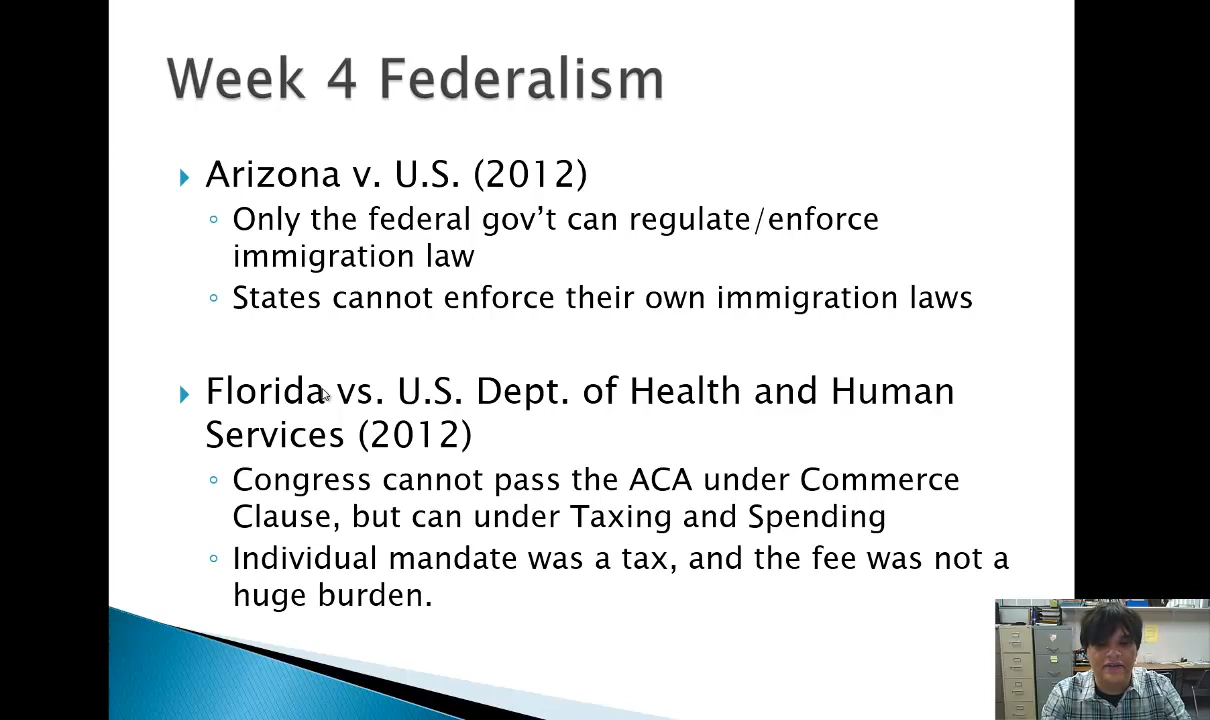 Week 4 Federalism
Arizona v. U.S. (2012)
Only the federal gov’t can regulate/enforce
immigration law
States cannot enforce their own immigration laws
Florida vs. U.S. Dept. of Health and Human
Services (2012)
Congress cannot pass the ACA under Commerce
Clause, but can under Taxing and Spending
Individual mandate was a tax, and the fee was not a
huge burden.